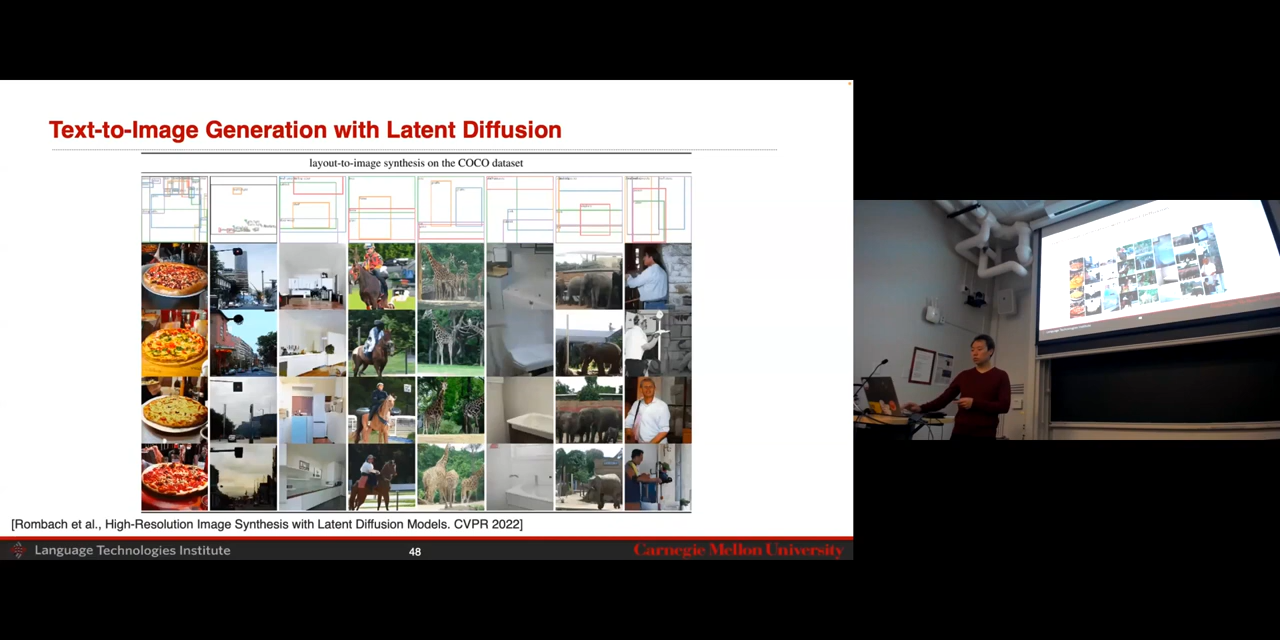 Text-to-Image Generation with Latent Diffusion
layout-to-image synthesis on the COCO dataset
[Rombach et al., High-Resolution Image Synthesis with Latent Diffusion Models. CVPR 2022]
Language Technologies Institute
48
Carnegie Mellon University